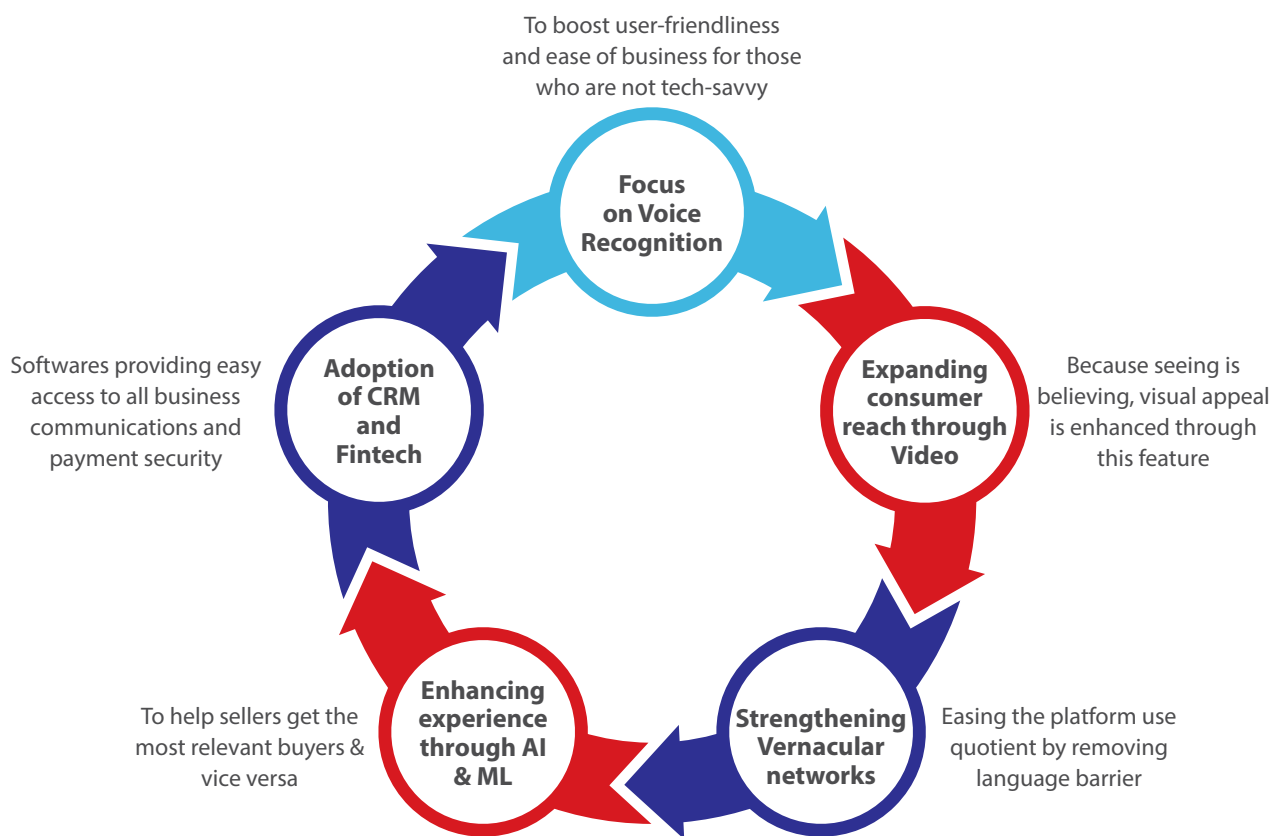 To boost user-friendliness
and ease of business for those
who are not tech-savvy
Focus
on Voice
Recognition
Expanding
consumer
reach through
Video
Because seeing is
believing, visual appeal
is enhanced through
this feature
Strengthening
Vernacular
networks
Easing the platform use
quotient by removing
language barrier
Enhancing
experience
through AI
& ML
To help sellers get the
most relevant buyers &
vice versa
Adoption
of CRM
and
Fintech
Softwares providing easy
access to all business
communications and
payment security